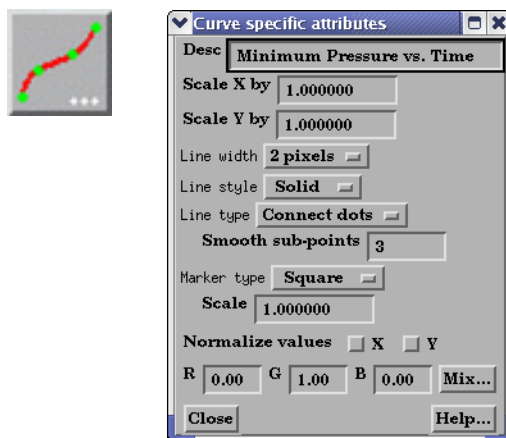 Curve specific attributes
Desc Minimum Pressure vs. Time
Scale X by 1.000000
Scale Y by 1.000000
Line width 2 pixels
Line style Solid
Line type Connect dots
Smooth sub-points 3
Marker type Square
Scale 1.000000
Normalize values X Y
R 0.00 G 1.00 B 0.00 Mix...
Close Help...